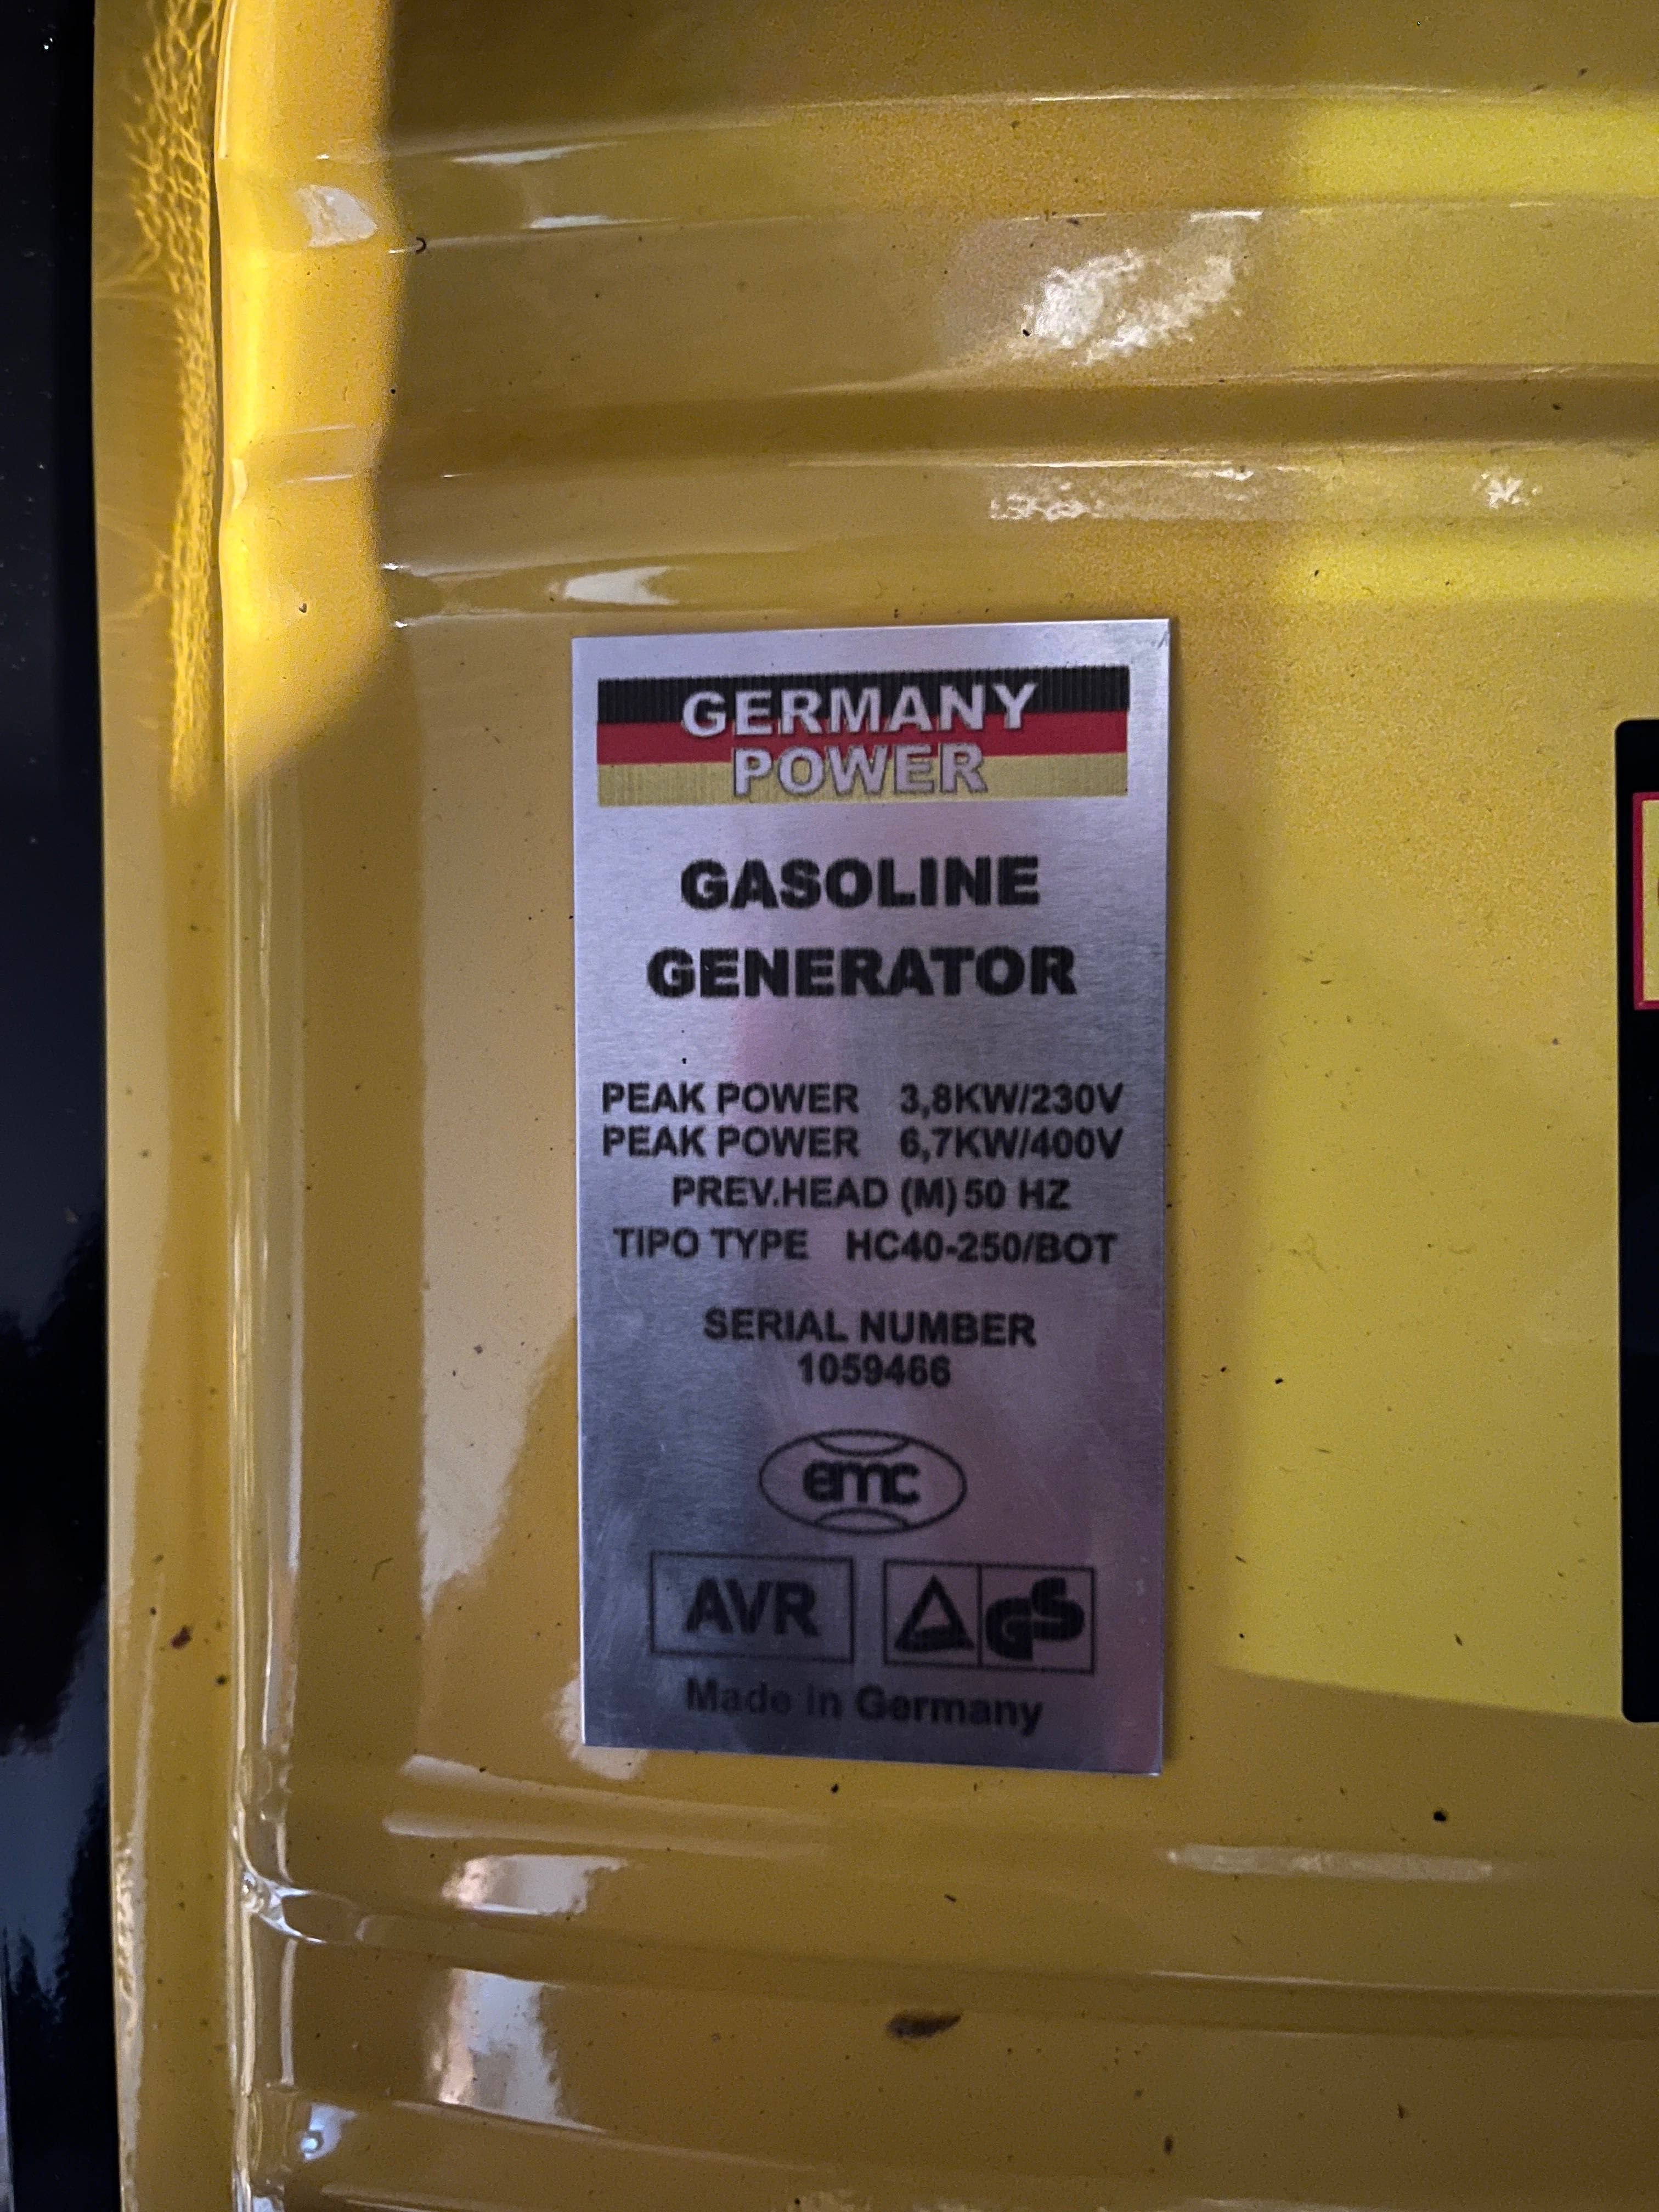 GERMANY
POWER
GASOLINE
GENERATOR
PEAK POWER 3,8KW/230V
PEAK POWER 6,7KW/400V
PREV.HEAD (M) 50 HZ
TIPO TYPE HC40-250/BOT
SERIAL NUMBER
1059466
emc
AVR GS
Made in Germany